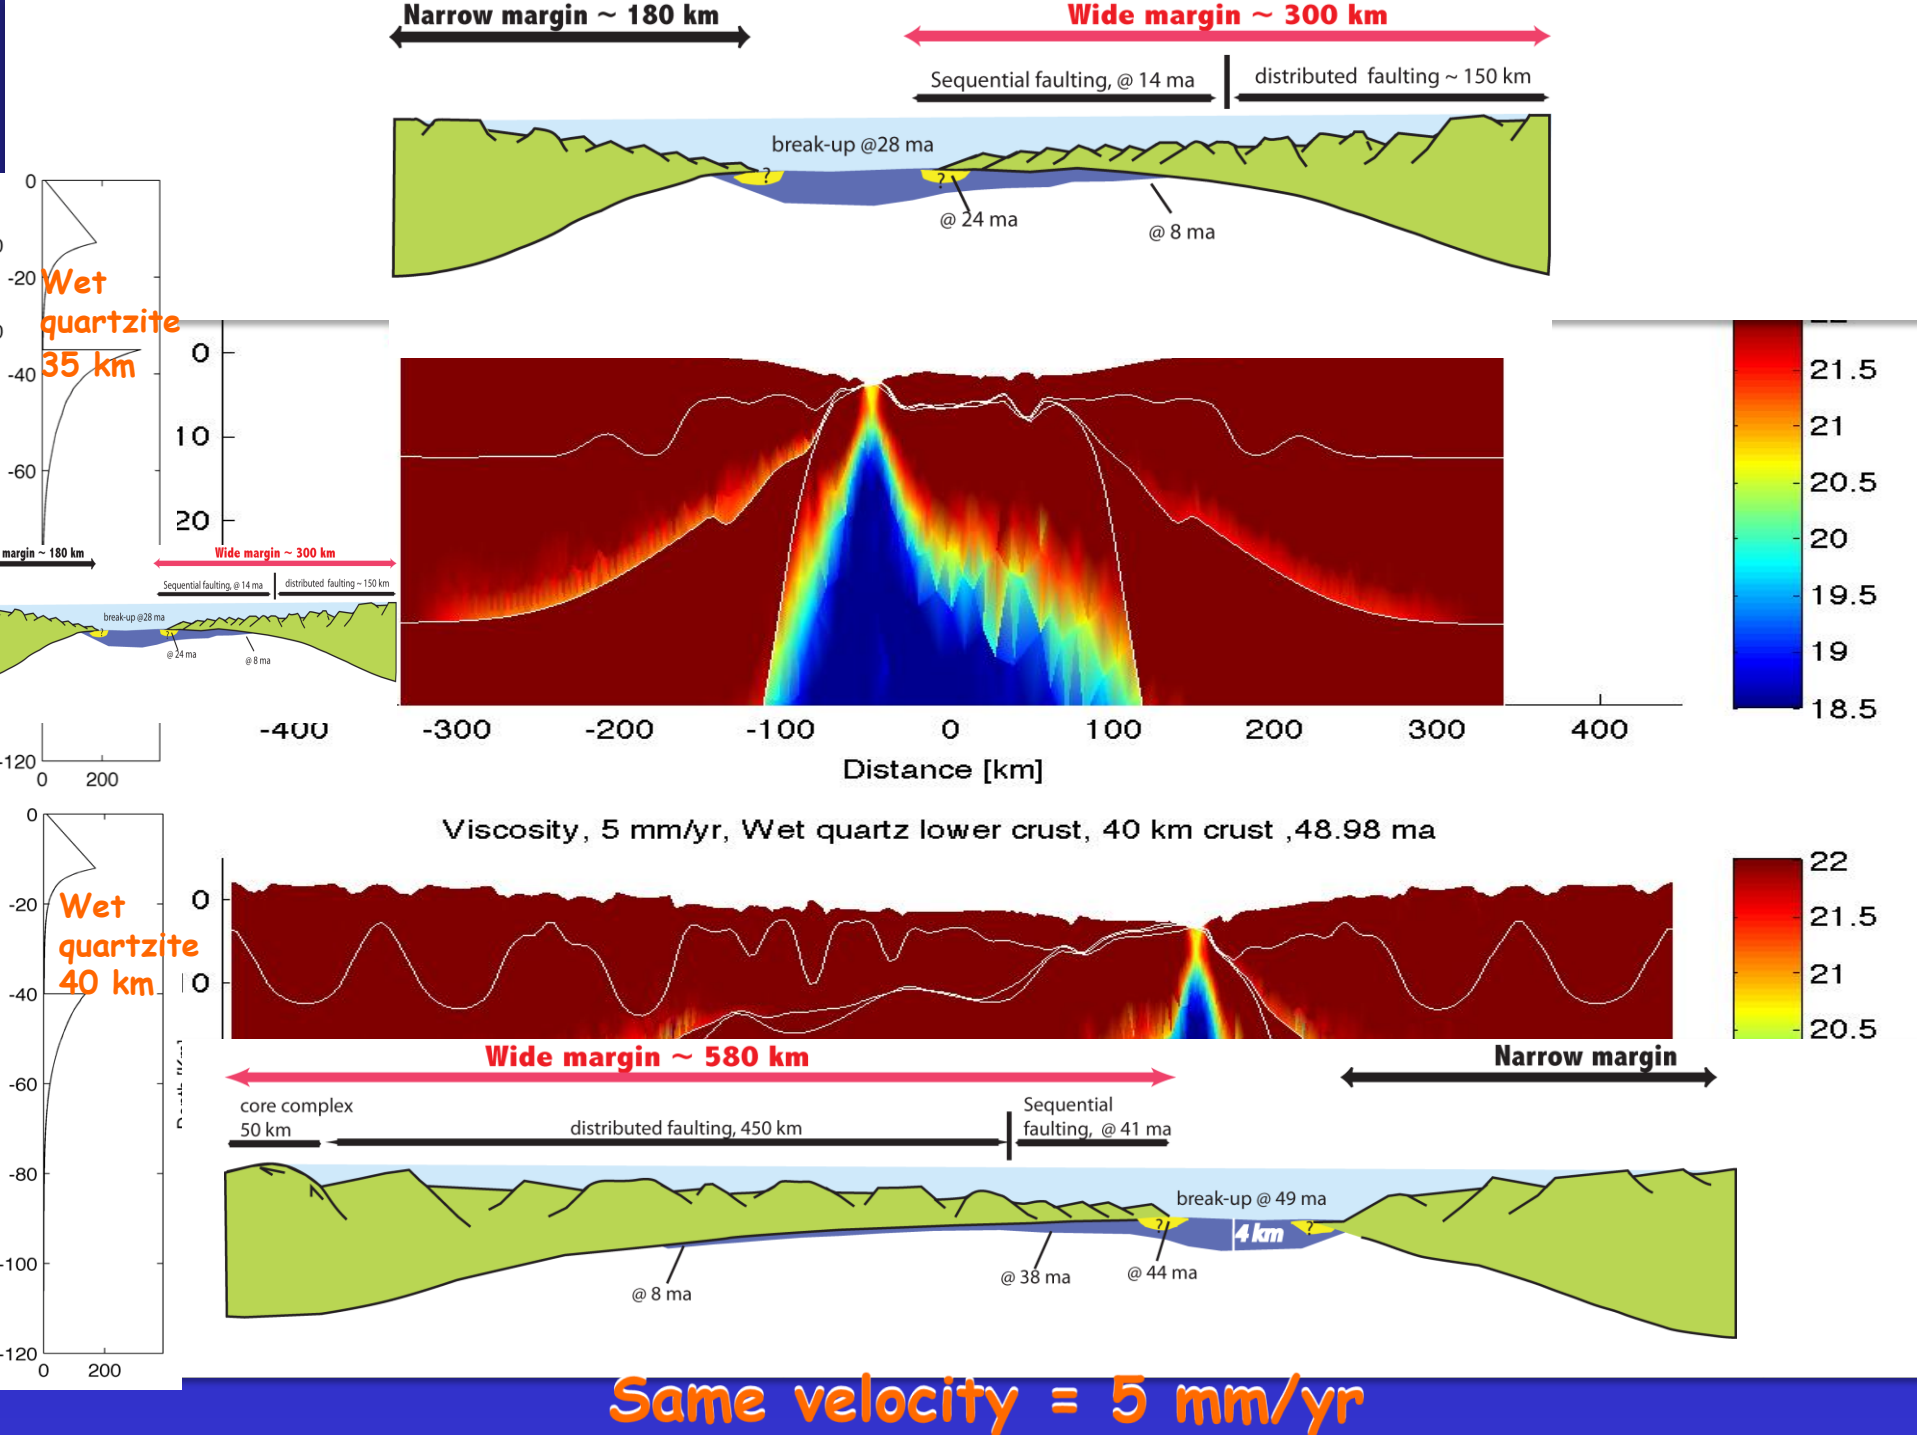 Narrow margin ~ 180 km
Wide margin ~ 300 km
Sequential faulting, @ 14 ma
distributed faulting ~ 150 km
break-up @28 ma
?
?
@ 24 ma
@ 8 ma
0
-20
-40
-60
Wet
quartzite
35 km
0
10
20
21.5
21
20.5
20
19.5
19
18.5
margin ~ 180 km
Wide margin ~ 300 km
Sequential faulting, @ 14 ma
distributed faulting ~ 150 km
break-up @28 ma
@ 24 ma
@ 8 ma
-400
-300
-200
-100
0
100
200
300
400
Distance [km]
-120
0
200
Viscosity, 5 mm/yr, Wet quartz lower crust, 40 km crust ,48.98 ma
0
-20
-40
-60
-80
-100
-120
0
200
Wet
quartzite
40 km
0
0
22
21.5
21
20.5
Wide margin ~ 580 km
Narrow margin
core complex
50 km
distributed faulting, 450 km
Sequential
faulting, @ 41 ma
break-up @ 49 ma
?
?
4 km
@ 8 ma
@ 38 ma
@ 44 ma
Same velocity = 5 mm/yr